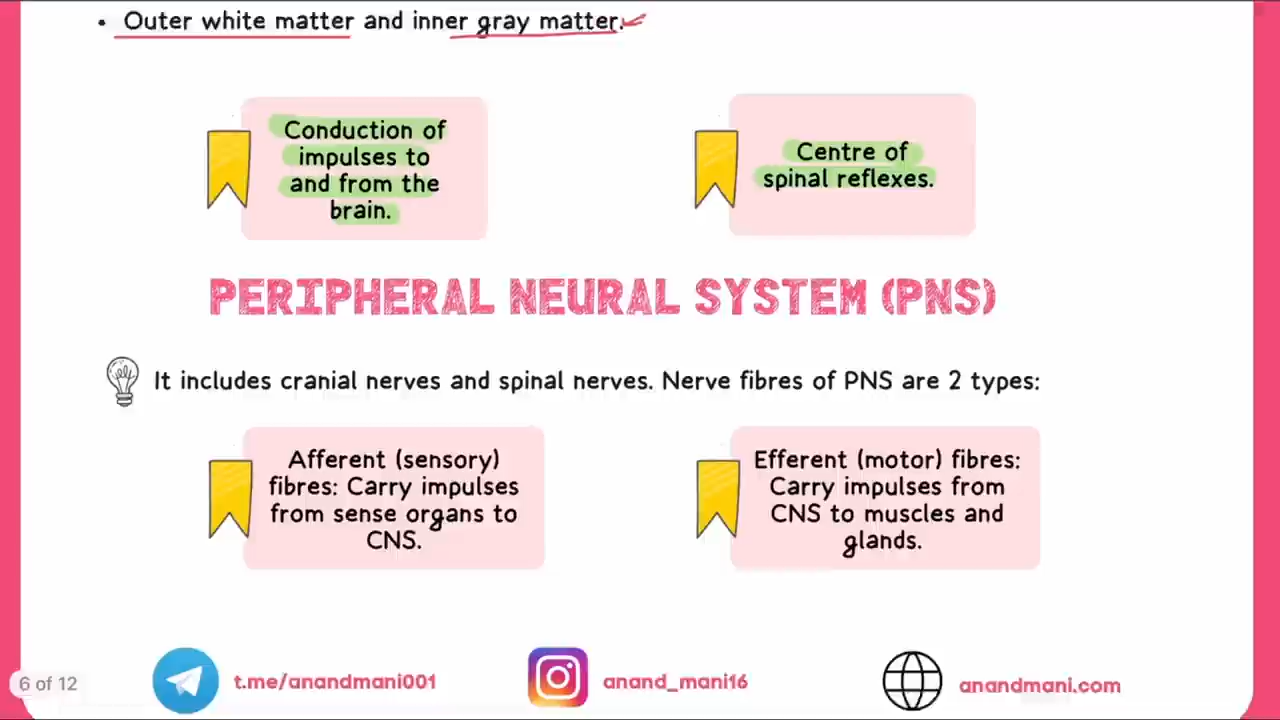 • Outer white matter and inner gray matter.
Conduction of
impulses to
and from the
brain.
Centre of
spinal reflexes.
PERIPHERAL NEURAL SYSTEM (PNS)
It includes cranial nerves and spinal nerves. Nerve fibres of PNS are 2 types:
Afferent (sensory)
fibres: Carry impulses
from sense organs to
CNS.
Efferent (motor) fibres:
Carry impulses from
CNS to muscles and
glands.
6 of 12
t.me/anandmani001
anand_mani16
anandmani.com